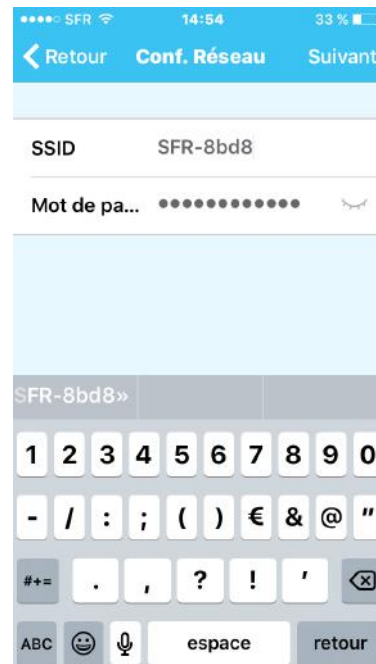 SFR 14:54 33 %
Retour Conf. Réseau Suivant
SSID SFR-8bd8
Mot de pa... ••••••••••••
SFR-8bd8»
1 2 3 4 5 6 7 8 9 0
- / : ; ( ) € & @ "
#+= . , ? ! ’
ABC espace retour